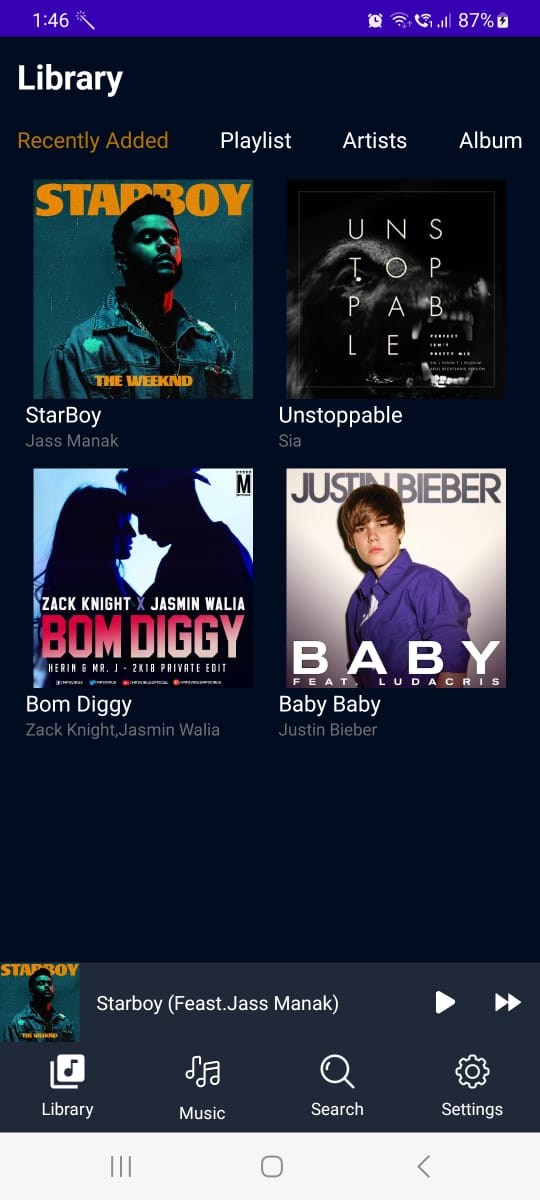 1:46
87%
Library
Recently Added
Playlist
Artists
Album
STARBOY
THE WEEKND
UNS
TOP
PAB
LE
PERFECT
ISN'T
PRETTY MIX
StarBoy
Jass Manak
Unstoppable
Sia
M
ZACK KNIGHT X JASMIN WALIA
BOM DIGGY
HERIN & MR. J - 2K18 PRIVATE EDIT
JUSTIN BIEBER
BABY
FEAT. LUDACRIS
Bom Diggy
Zack Knight,Jasmin Walia
Baby Baby
Justin Bieber
STARBOY
THE WEEKND
Starboy (Feast.Jass Manak)
Library
Music
Search
Settings